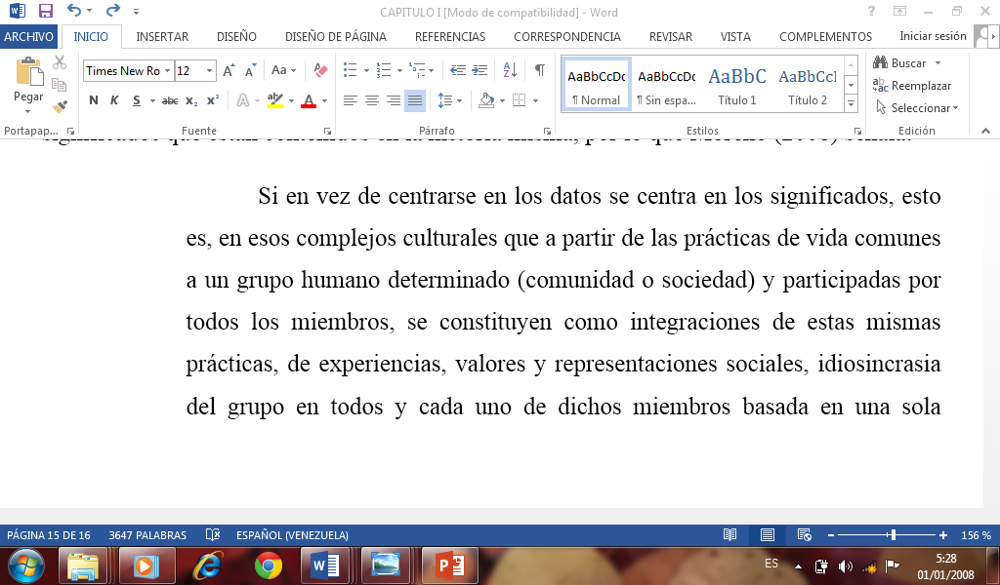 CAPITULO I [Modo de compatibilidad] - Word
ARCHIVO INICIO INSERTAR DISEÑO DISEÑO DE PÁGINA REFERENCIAS CORRESPONDENCIA REVISAR VISTA COMPLEMENTOS Iniciar sesión
Times New Ro 12 Aa
Pegar
N K S abc x₂ x² A A
AaBbCcDc AaBbCcDc AaBbC AaBbCcI
¶ Normal ¶ Sin espa... Título 1 Título 2
Buscar
Reemplazar
Seleccionar
Portapap... Fuente Párrafo Estilos Edición
Si en vez de centrarse en los datos se centra en los significados, esto
es, en esos complejos culturales que a partir de las prácticas de vida comunes
a un grupo humano determinado (comunidad o sociedad) y participadas por
todos los miembros, se constituyen como integraciones de estas mismas
prácticas, de experiencias, valores y representaciones sociales, idiosincrasia
del grupo en todos y cada uno de dichos miembros basada en una sola
PÁGINA 15 DE 16 3647 PALABRAS ESPAÑOL (VENEZUELA) 156 %
ES 5:28
01/01/2008